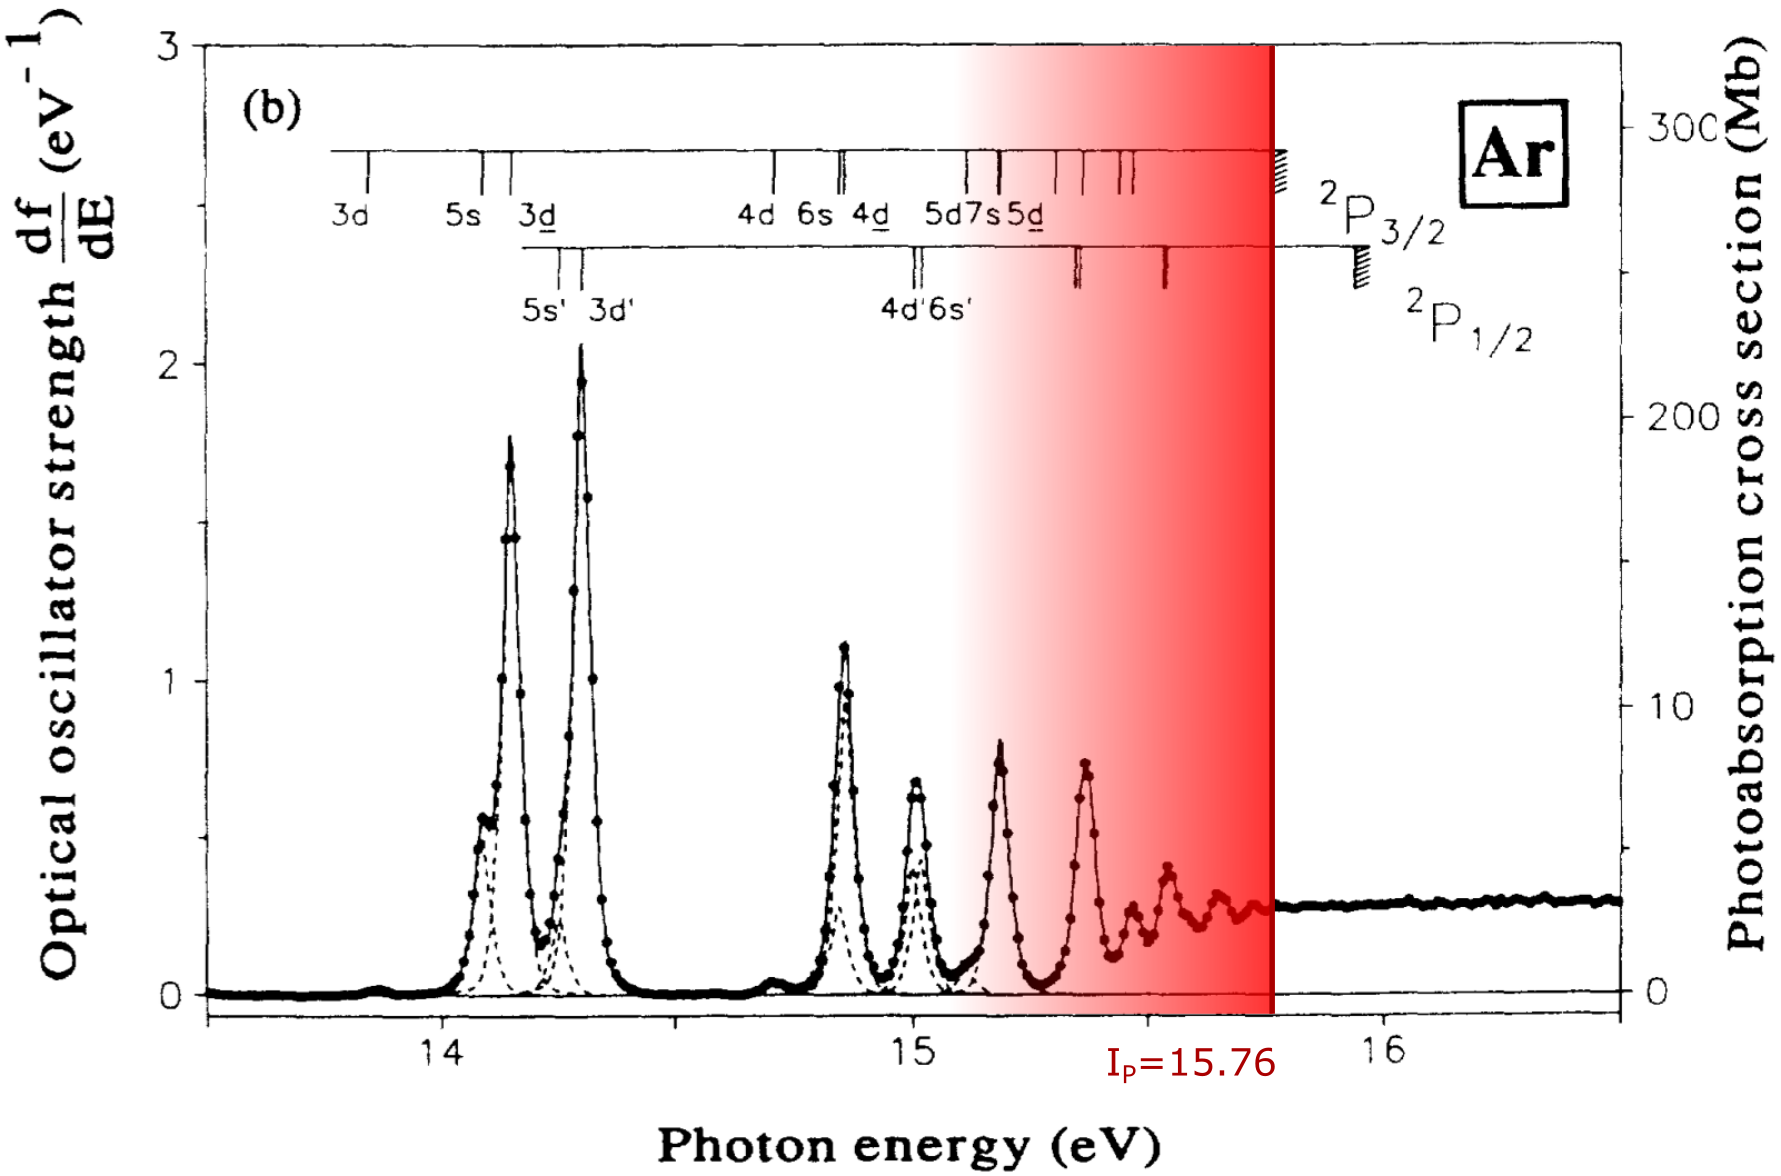 Optical oscillator strength df/dE (eV⁻¹)
Photoabsorption cross section (Mb)
3
2
1
0
300
200
10
0
(b)
Ar
3d 5s 3d 4d 6s 4d 5d 7s 5d
²P3/2
5s' 3d' 4d' 6s'
²P1/2
14 15 16
IP=15.76
Photon energy (eV)